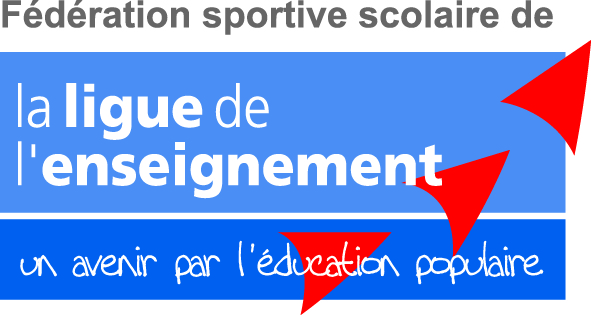 Fédération sportive scolaire de
la ligue de
l'enseignement
un avenir par l'éducation populaire